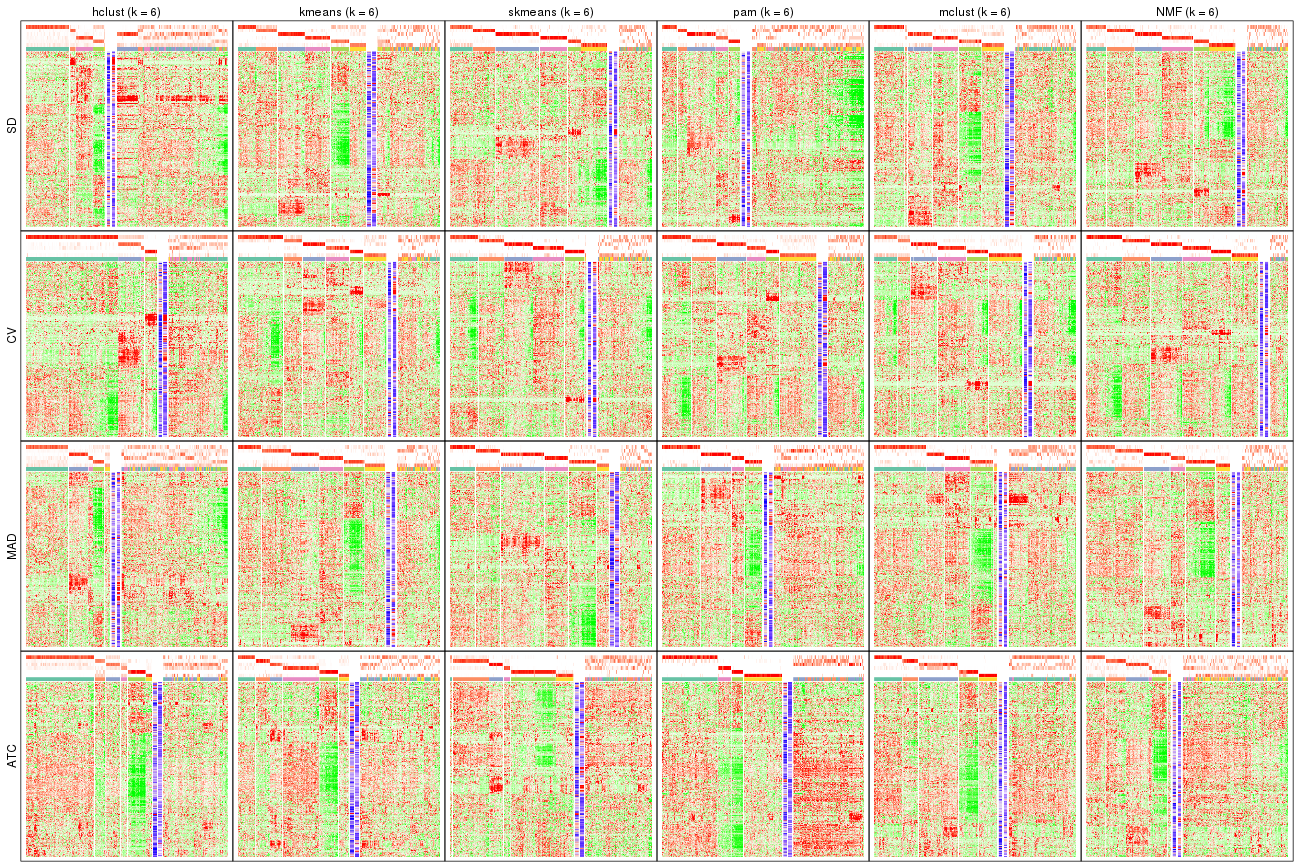 hclust (k = 6) kmeans (k = 6) skmeans (k = 6) pam (k = 6) mclust (k = 6) NMF (k = 6)
SD
CV
MAD
ATC